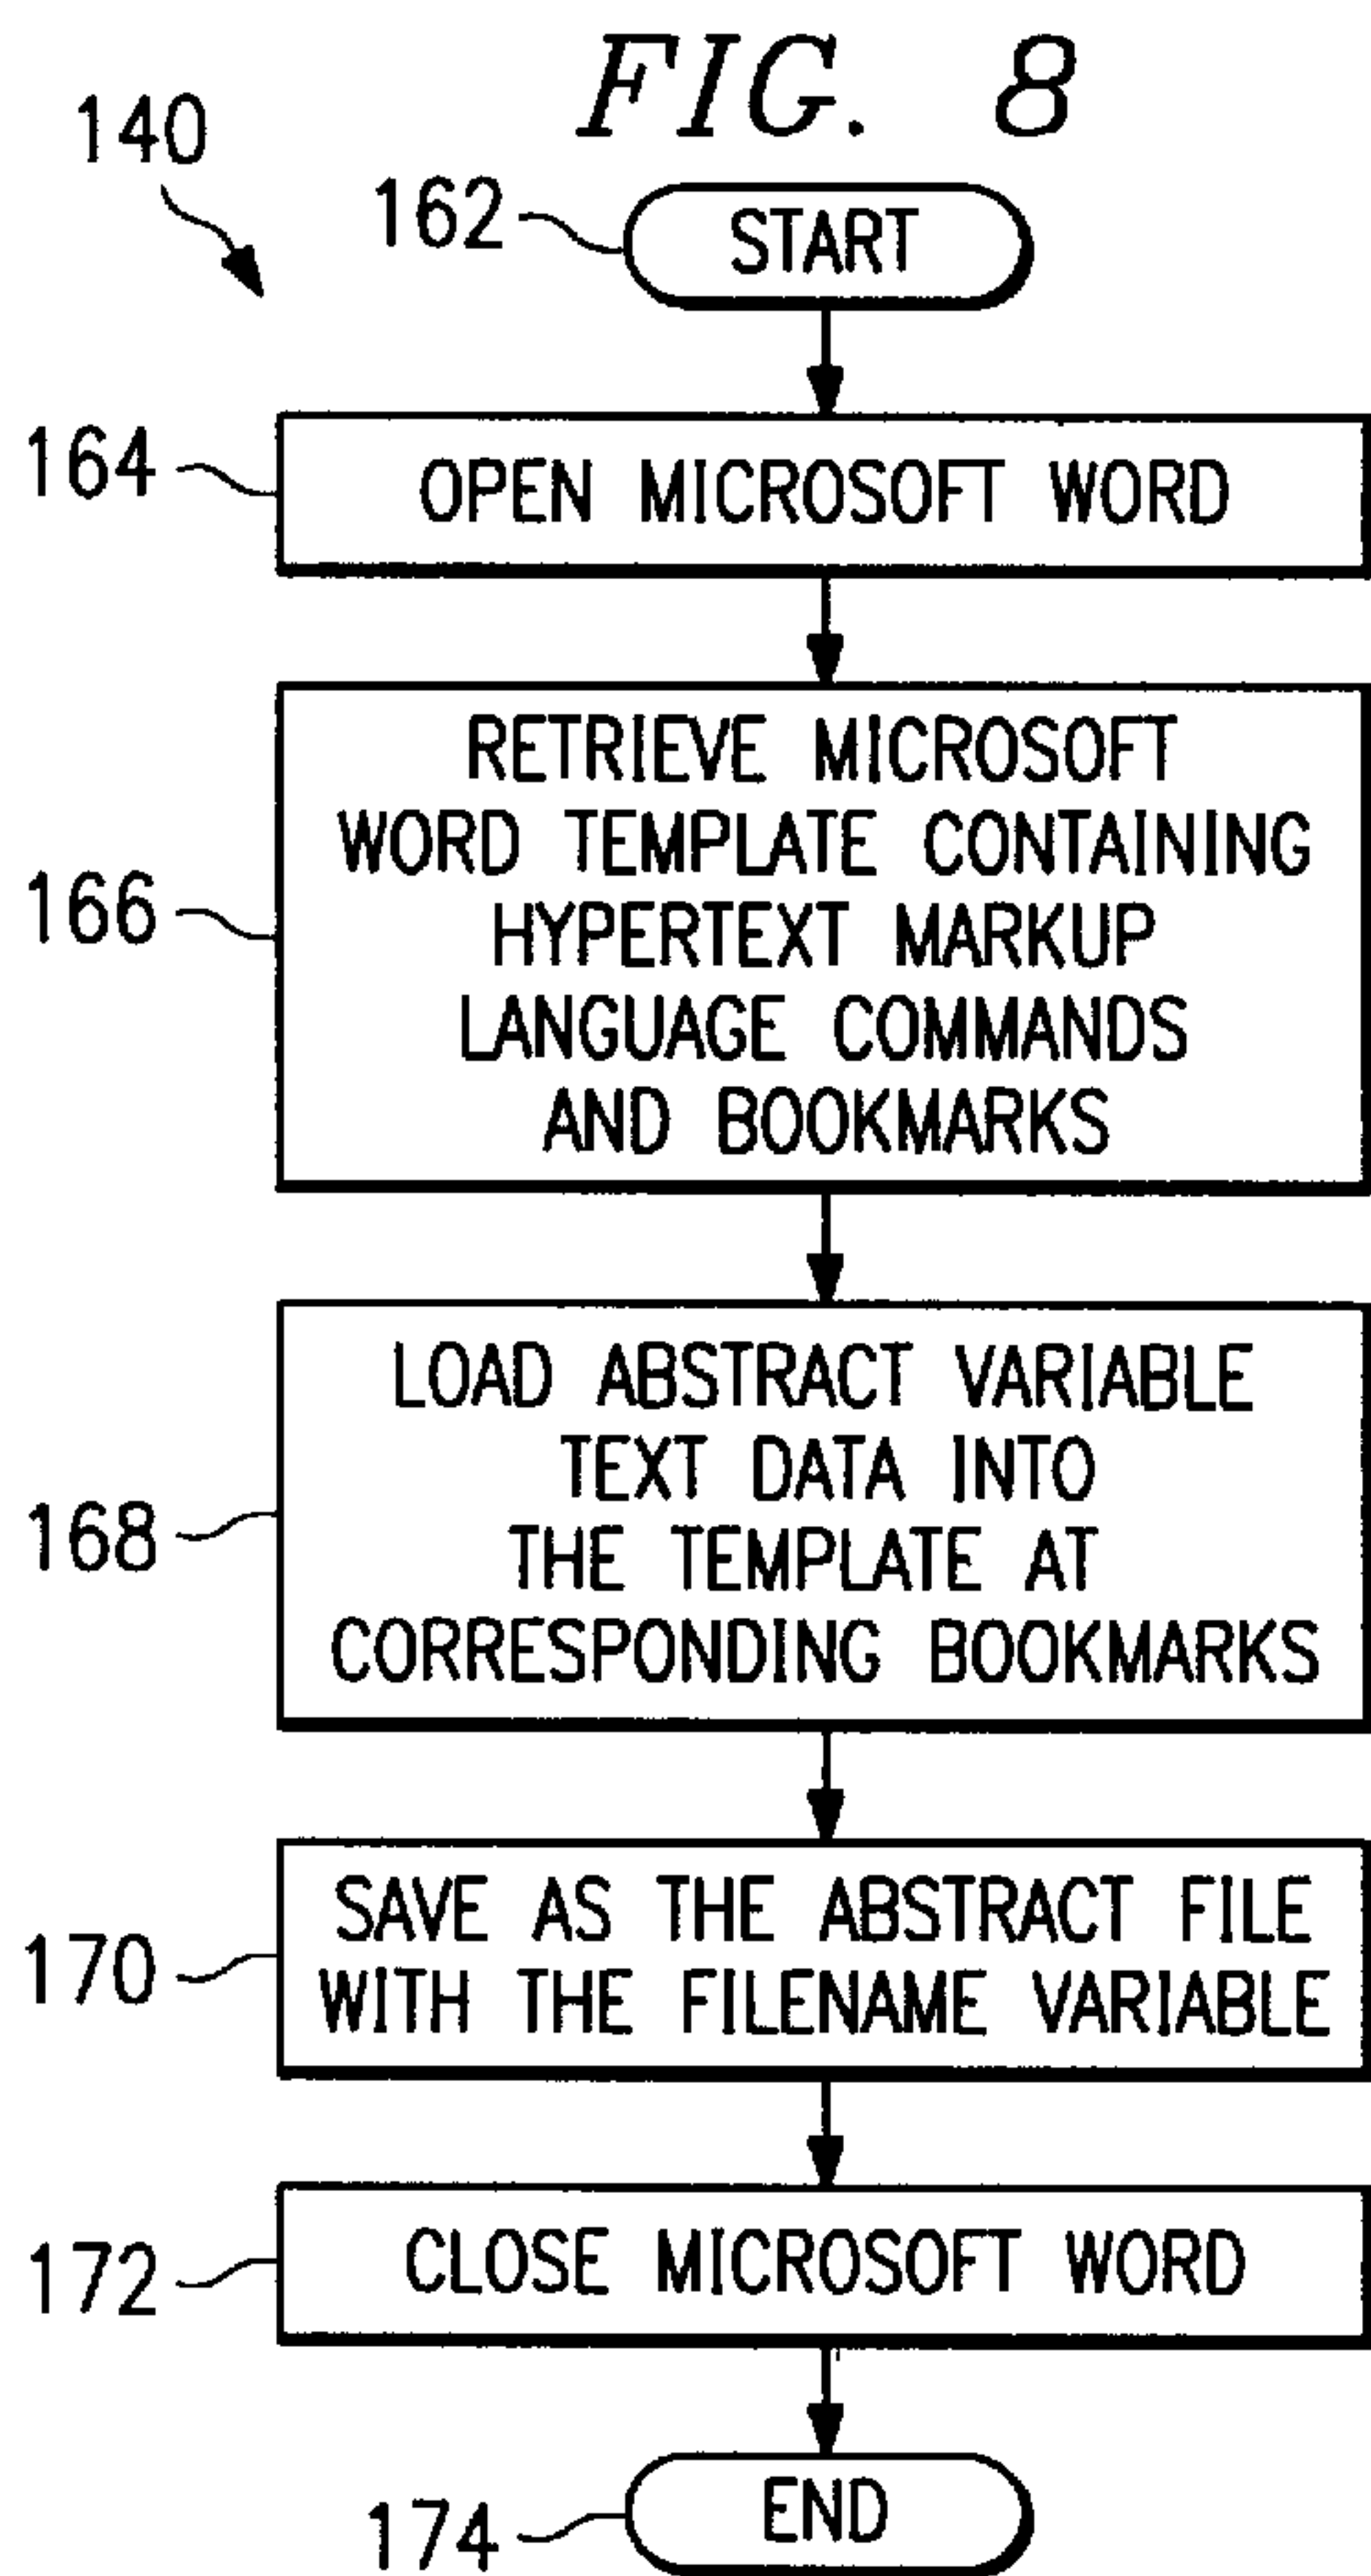 FIG. 8
140
162
START
164
OPEN MICROSOFT WORD
166
RETRIEVE MICROSOFT
WORD TEMPLATE CONTAINING
HYPERTEXT MARKUP
LANGUAGE COMMANDS
AND BOOKMARKS
168
LOAD ABSTRACT VARIABLE
TEXT DATA INTO
THE TEMPLATE AT
CORRESPONDING BOOKMARKS
170
SAVE AS THE ABSTRACT FILE
WITH THE FILENAME VARIABLE
172
CLOSE MICROSOFT WORD
174
END